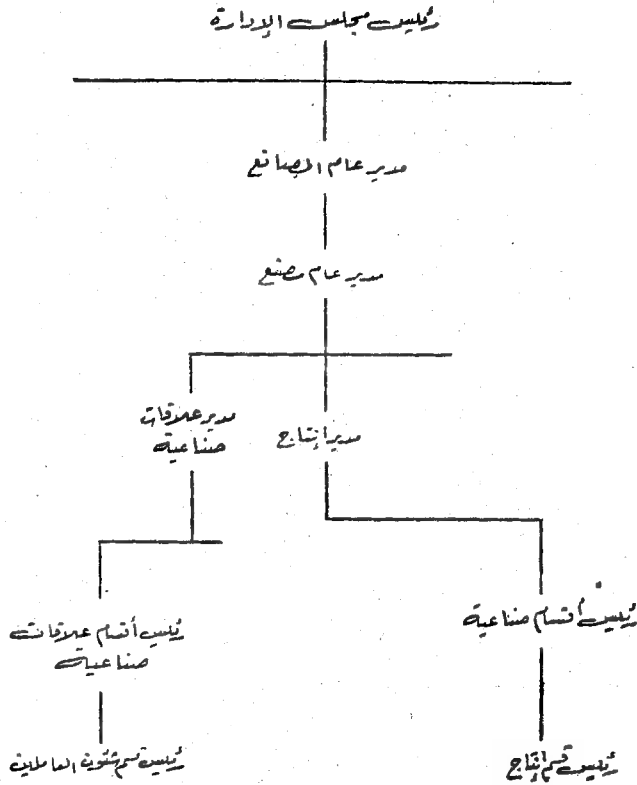 رئيس مجلس الإدارة
مدير عام المصانع
مدير عام مصنع
مدير إنتاج
مدير علاقات
صناعية
رئيس أقسام صناعية
رئيس أقسام علاقات
صناعية
رئيس قسم إنتاج
رئيس قسم شئون العاملين